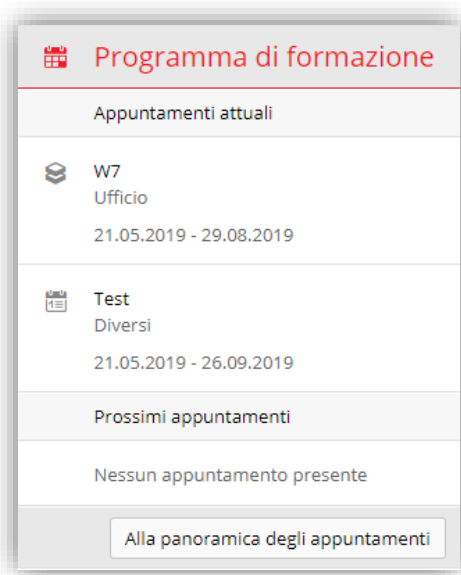 Programma di formazione
Appuntamenti attuali
W7
Ufficio
21.05.2019 - 29.08.2019
Test
Diversi
21.05.2019 - 26.09.2019
Prossimi appuntamenti
Nessun appuntamento presente
Alla panoramica degli appuntamenti